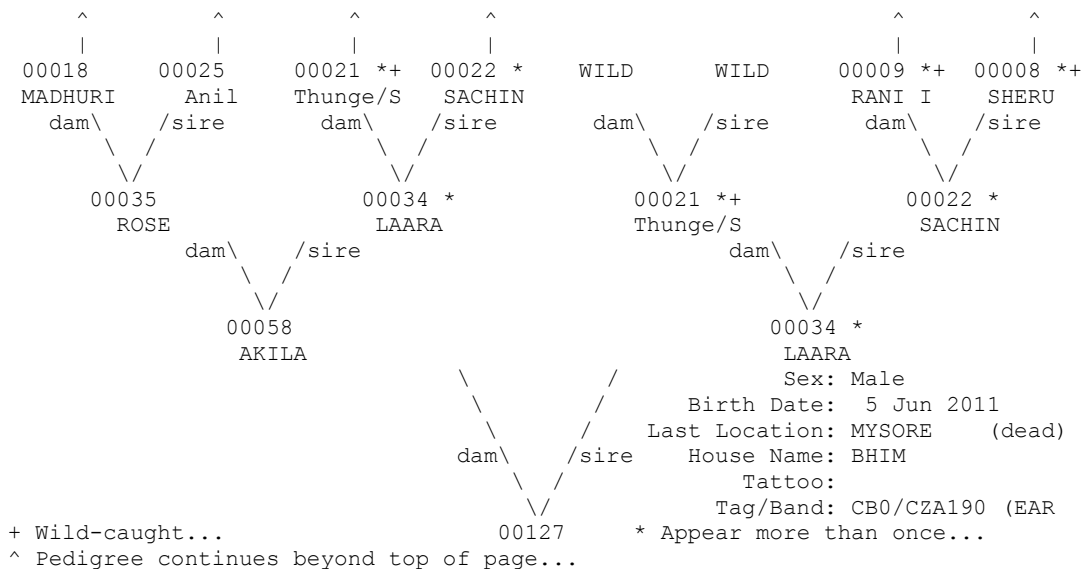 ^ ^ ^ ^ ^ ^
| | | | | |
00018 00025 00021 *+ 00022 * WILD WILD 00009 *+ 00008 *+
MADHURI Anil Thunge/S SACHIN RANI I SHERU
dam\ /sire dam\ /sire dam\ /sire dam\ /sire
\ / \ / \ / \ /
\/ \/ \/ \/
00035 00034 * 00021 *+ 00022 *
ROSE LAARA Thunge/S SACHIN
dam\ /sire dam\ /sire
\ / \ /
\/ \/
00058 00034 *
AKILA LAARA
\ / Sex: Male
\ / Birth Date: 5 Jun 2011
\ / Last Location: MYSORE (dead)
dam\ /sire House Name: BHIM
\ / Tattoo:
\/ Tag/Band: CB0/CZA190 (EAR
+ Wild-caught... 00127 * Appear more than once...
^ Pedigree continues beyond top of page...